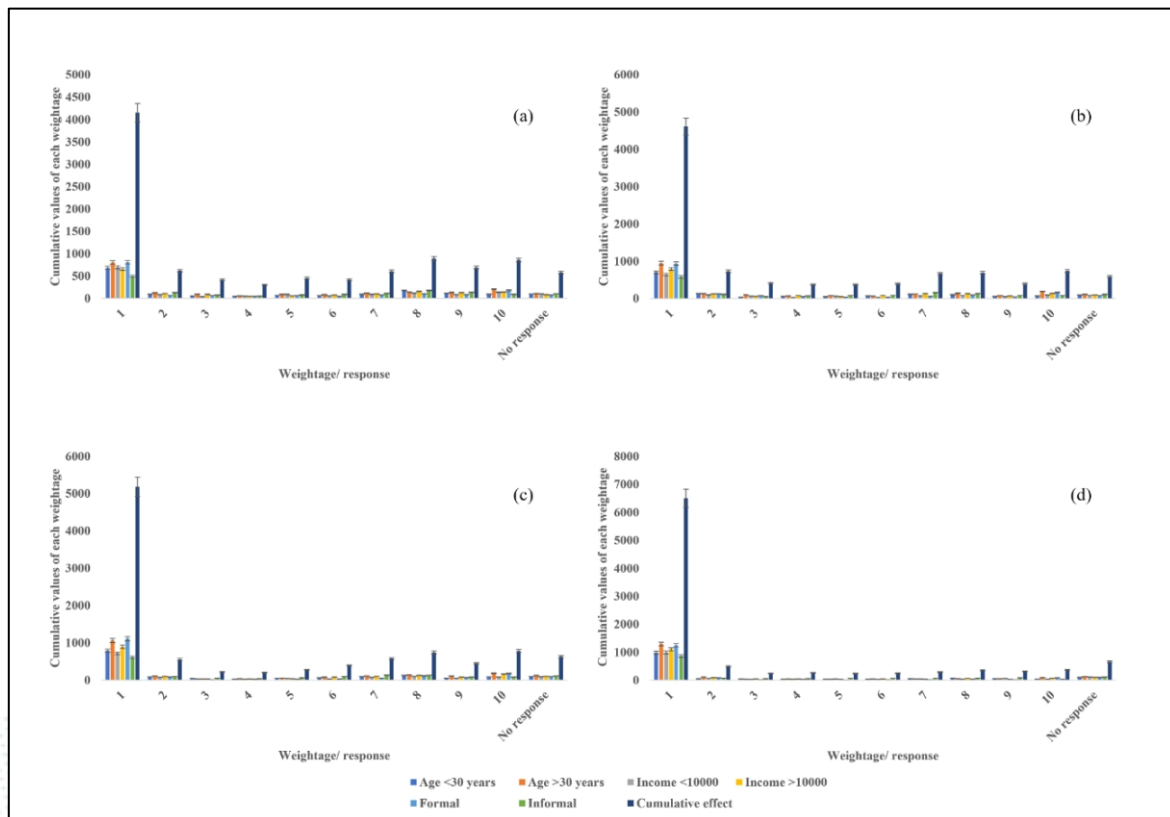 (a)
Cumulative values of each weightage
5000
4500
4000
3500
3000
2500
2000
1500
1000
500
0
1 2 3 4 5 6 7 8 9 10 No response
Weightage/ response
(b)
Cumulative values of each weightage
6000
5000
4000
3000
2000
1000
0
1 2 3 4 5 6 7 8 9 10 No response
Weightage/ response
(c)
Cumulative values of each weightage
6000
5000
4000
3000
2000
1000
0
1 2 3 4 5 6 7 8 9 10 No response
Weightage/ response
(d)
Cumulative values of each weightage
8000
7000
6000
5000
4000
3000
2000
1000
0
1 2 3 4 5 6 7 8 9 10 No response
Weightage/ response
Age <30 years Age >30 years Income <10000 Income >10000
Formal Informal Cumulative effect